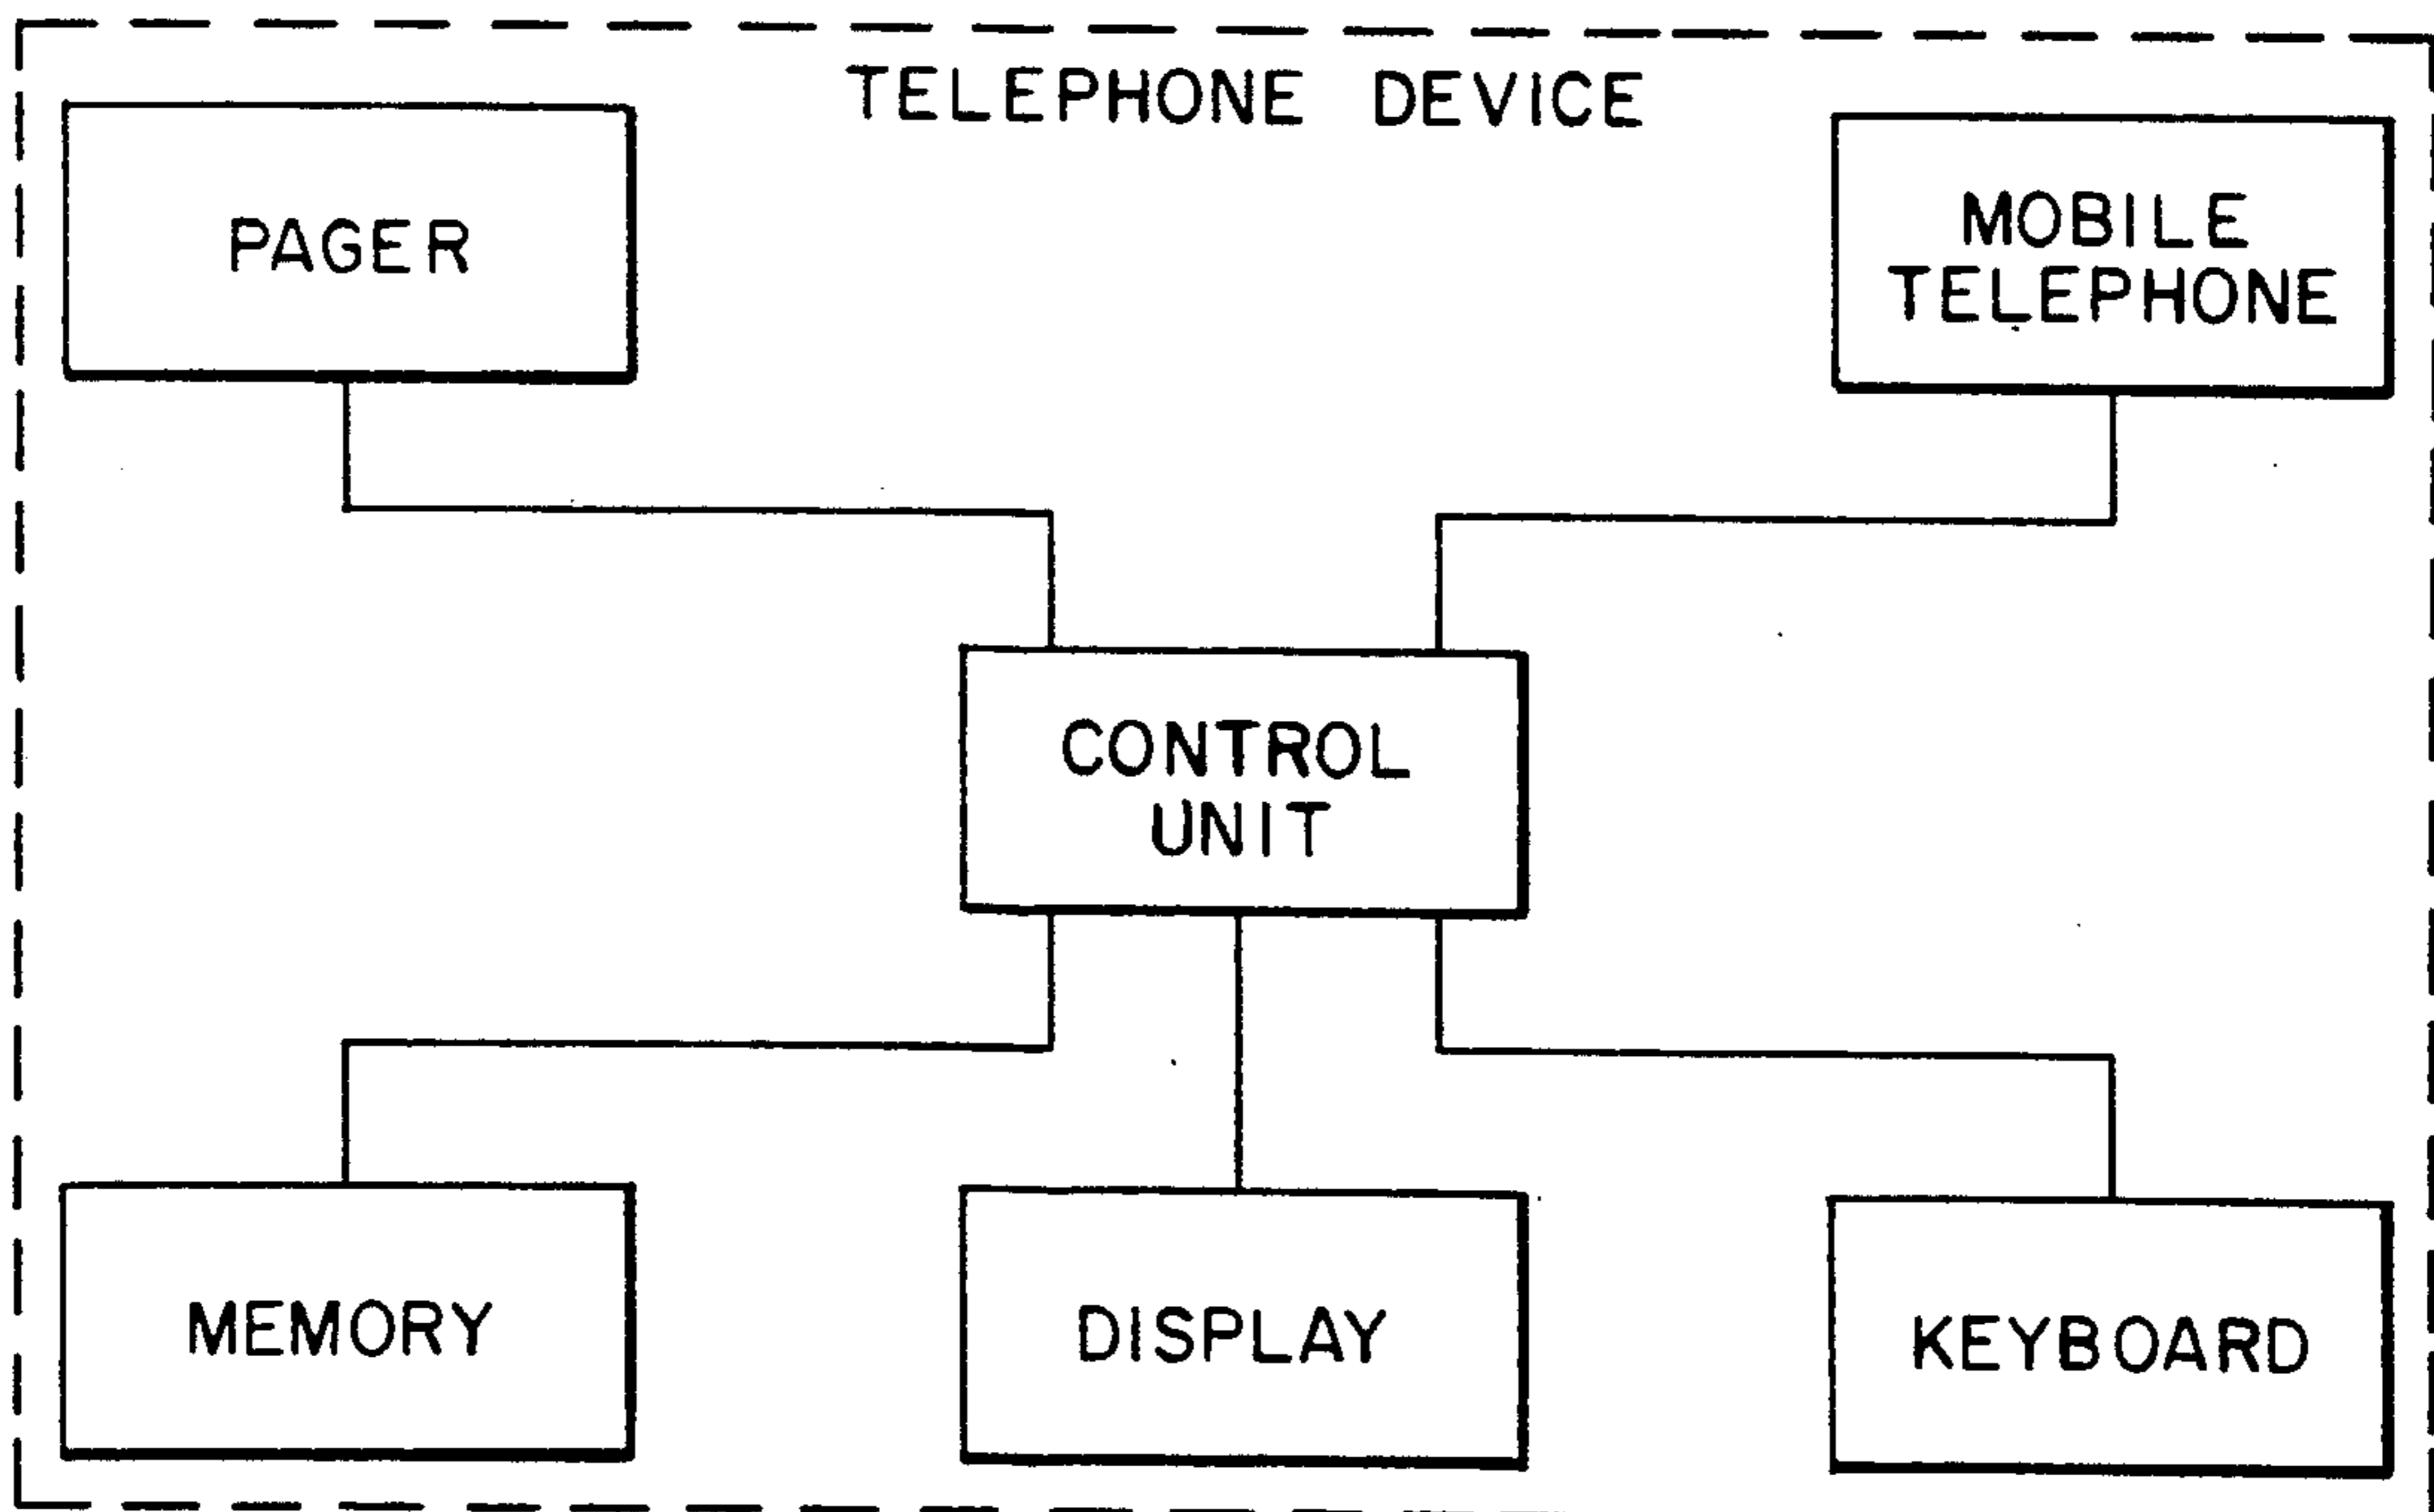 TELEPHONE DEVICE
PAGER
MOBILE
TELEPHONE
CONTROL
UNIT
MEMORY
DISPLAY
KEYBOARD